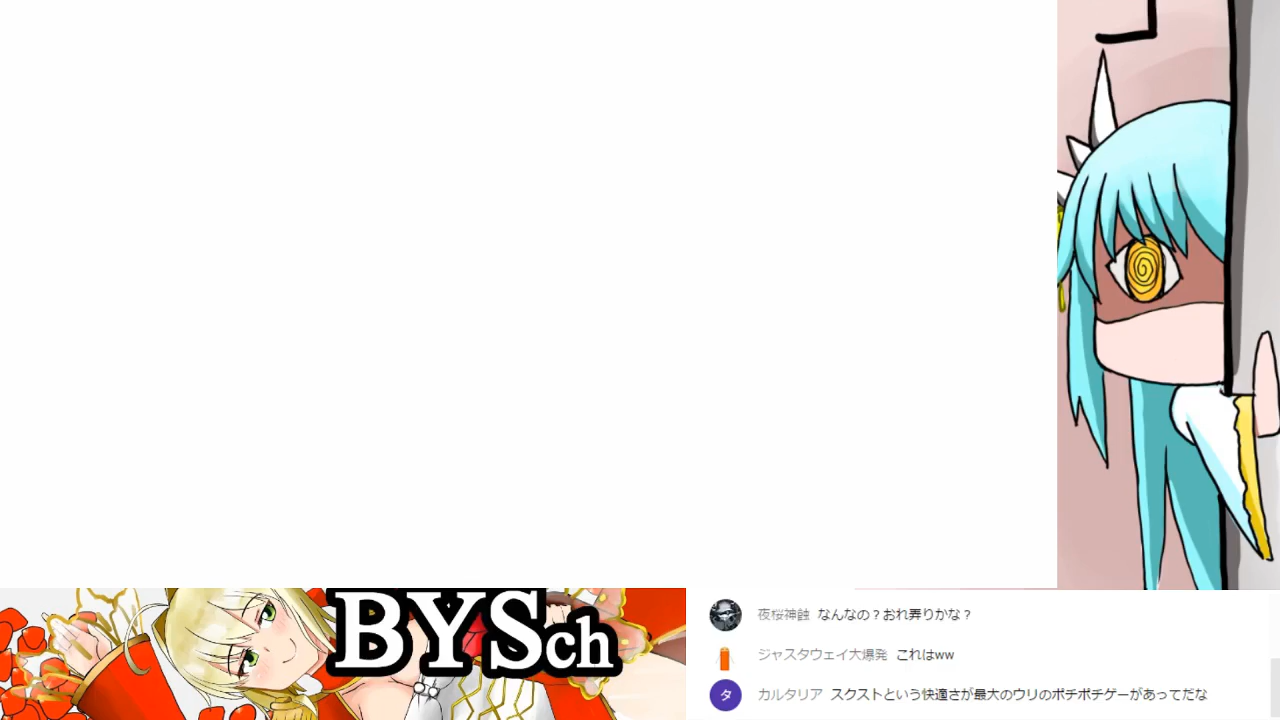 BYSch
夜桜神蝕 なんなの？おれ弄りかな？
ジャスタウェイ大爆発 これはww
タ カルタリア スクストという快適さが最大のウリのポチポチゲーがあってだな